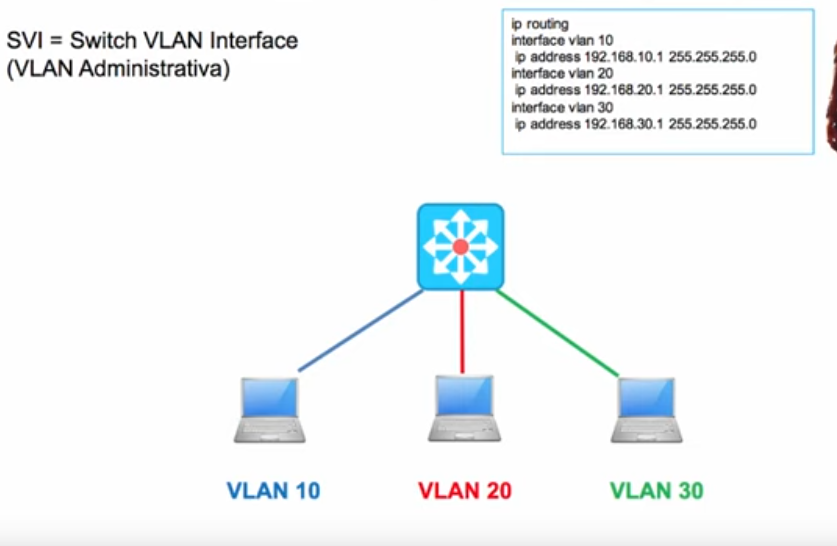 SVI = Switch VLAN Interface
(VLAN Administrativa)
ip routing
interface vlan 10
ip address 192.168.10.1 255.255.255.0
interface vlan 20
ip address 192.168.20.1 255.255.255.0
interface vlan 30
ip address 192.168.30.1 255.255.255.0
VLAN 10
VLAN 20
VLAN 30